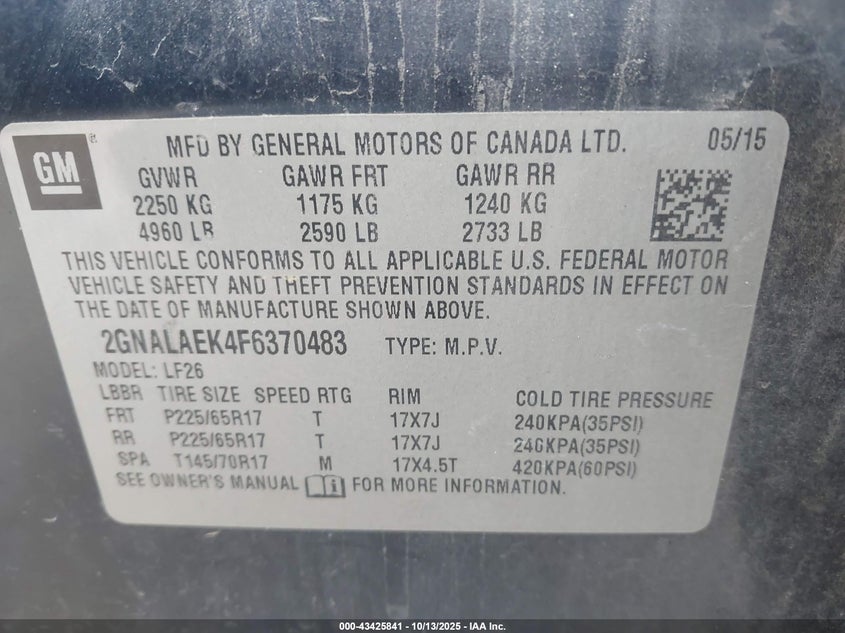 GM
MFD BY GENERAL MOTORS OF CANADA LTD. 05/15
GVWR GAWR FRT GAWR RR
2250 KG 1175 KG 1240 KG
4960 LB 2590 LB 2733 LB
THIS VEHICLE CONFORMS TO ALL APPLICABLE U.S. FEDERAL MOTOR
VEHICLE SAFETY AND THEFT PREVENTION STANDARDS IN EFFECT ON
THE DATE OF MANUFACTURE SHOWN ABOVE.
2GNALAEK4F6370483 TYPE: M.P.V.
MODEL: LF26
LBBR TIRE SIZE SPEED RTG RIM COLD TIRE PRESSURE
FRT P225/65R17 T 17X7J 240KPA(35PSI)
RR P225/65R17 T 17X7J 240KPA(35PSI)
SPA T145/70R17 M 17X4.5T 420KPA(60PSI)
SEE OWNER'S MANUAL FOR MORE INFORMATION.
000-43425841 - 10/13/2025 - IAA Inc.